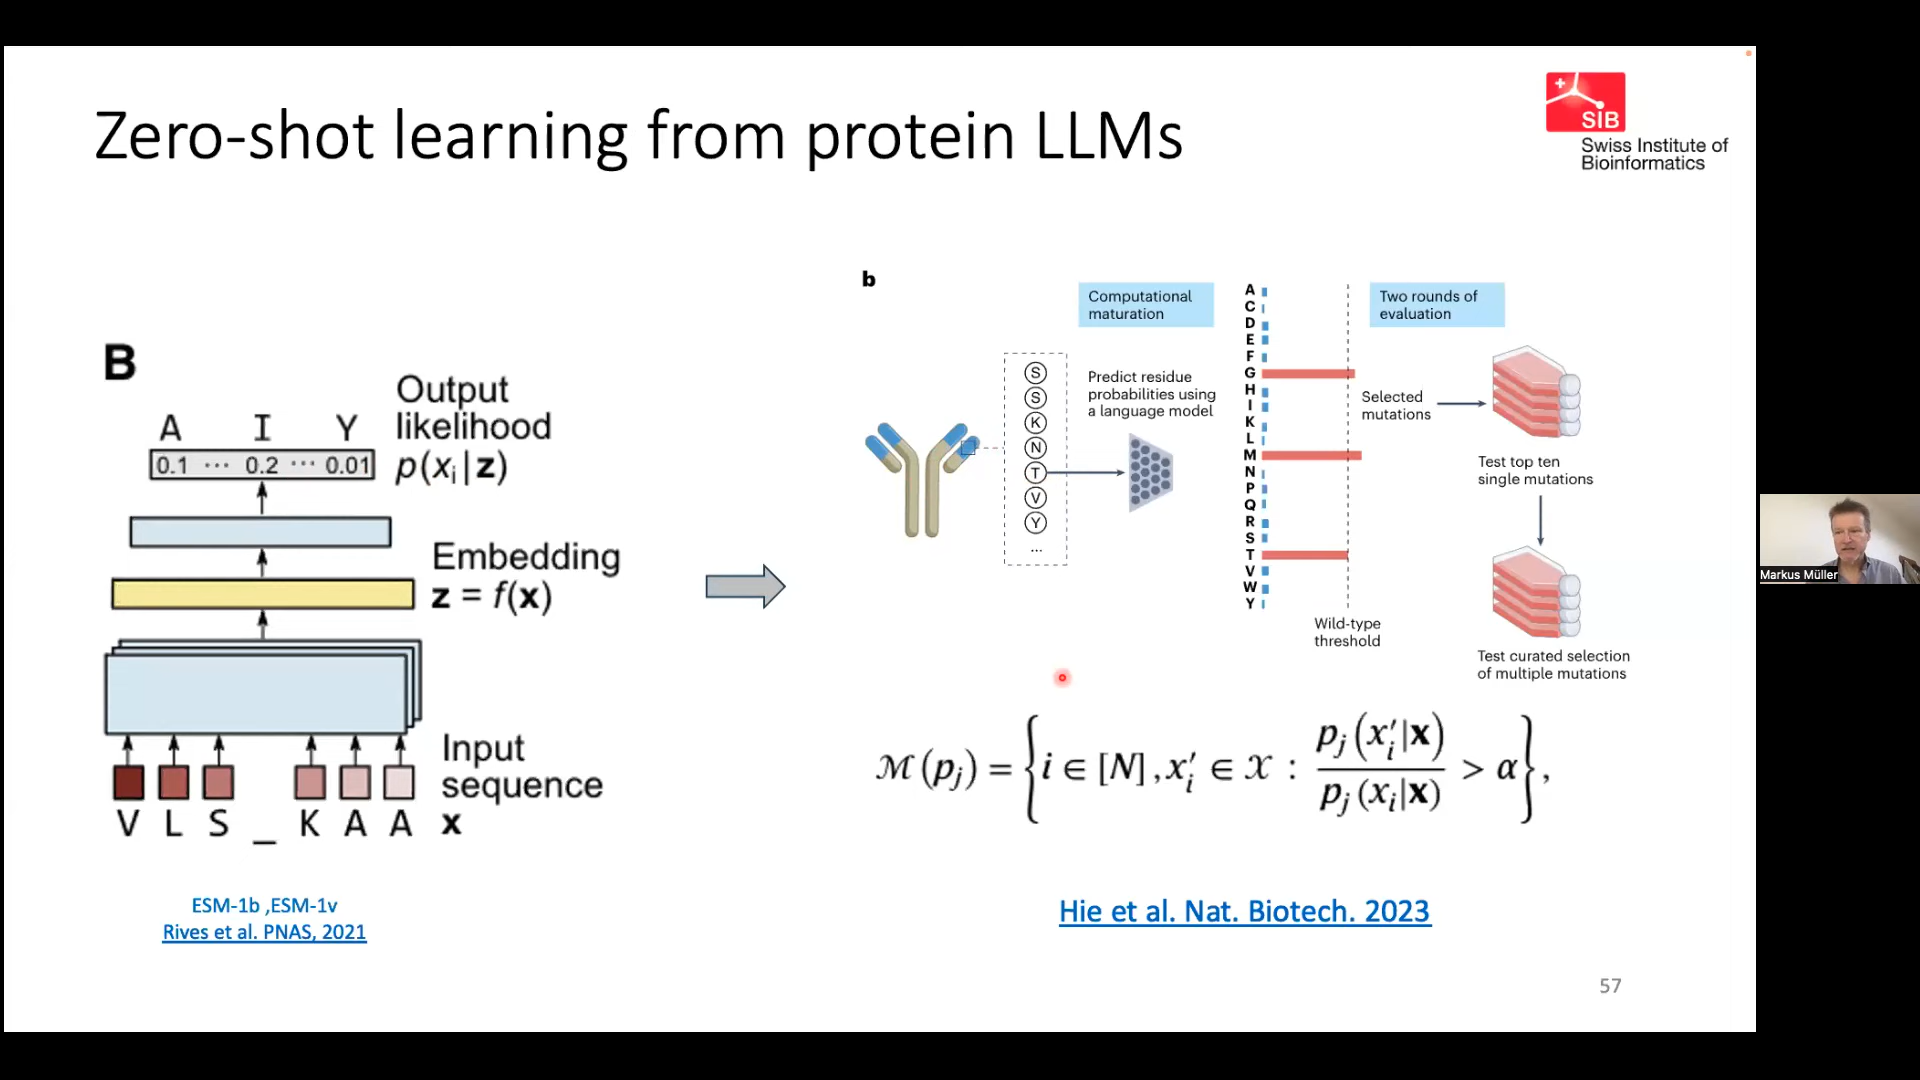 Zero-shot learning from protein LLMs
SIB
Swiss Institute of
Bioinformatics
B
A I Y
0.1 ··· 0.2 ··· 0.01
Output
likelihood
p(xᵢ|z)
Embedding
z = f(x)
Input
sequence
x
V L S _ K A A
ESM-1b ,ESM-1v
Rives et al. PNAS, 2021
b
Computational
maturation
S
S
K
N
T
V
Y
...
Predict residue
probabilities using
a language model
A
C
D
E
F
G
H
I
K
L
M
N
P
Q
R
S
T
V
W
Y
Wild-type
threshold
Two rounds of
evaluation
Selected
mutations
Test top ten
single mutations
Test curated selection
of multiple mutations
ℳ(pⱼ) = {i ∈ [N], xᵢ′ ∈ 𝒳 : pⱼ(xᵢ′|x) / pⱼ(xᵢ|x) > α},
Hie et al. Nat. Biotech. 2023
57
Markus Müller